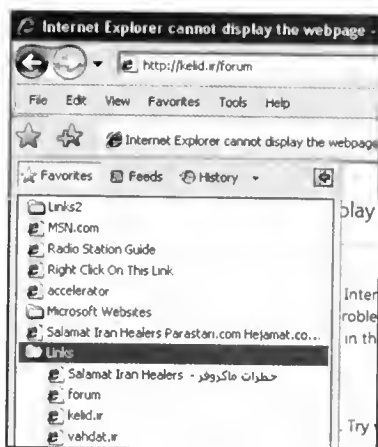 Internet Explorer cannot display the webpage -
http://kelid.ir/forum
File Edit View Favorites Tools Help
Internet Explorer cannot display the webpage
Favorites Feeds History
Links2
MSN.com
Radio Station Guide
Right Click On This Link
accelerator
Microsoft Websites
Salamat Iran Healers Parastari.com Hejamat.co...
Links
Salamat Iran Healers - خطرات ماکروفر
forum
kelid.ir
vahdat.ir
play
Inter
roble
in th
Try